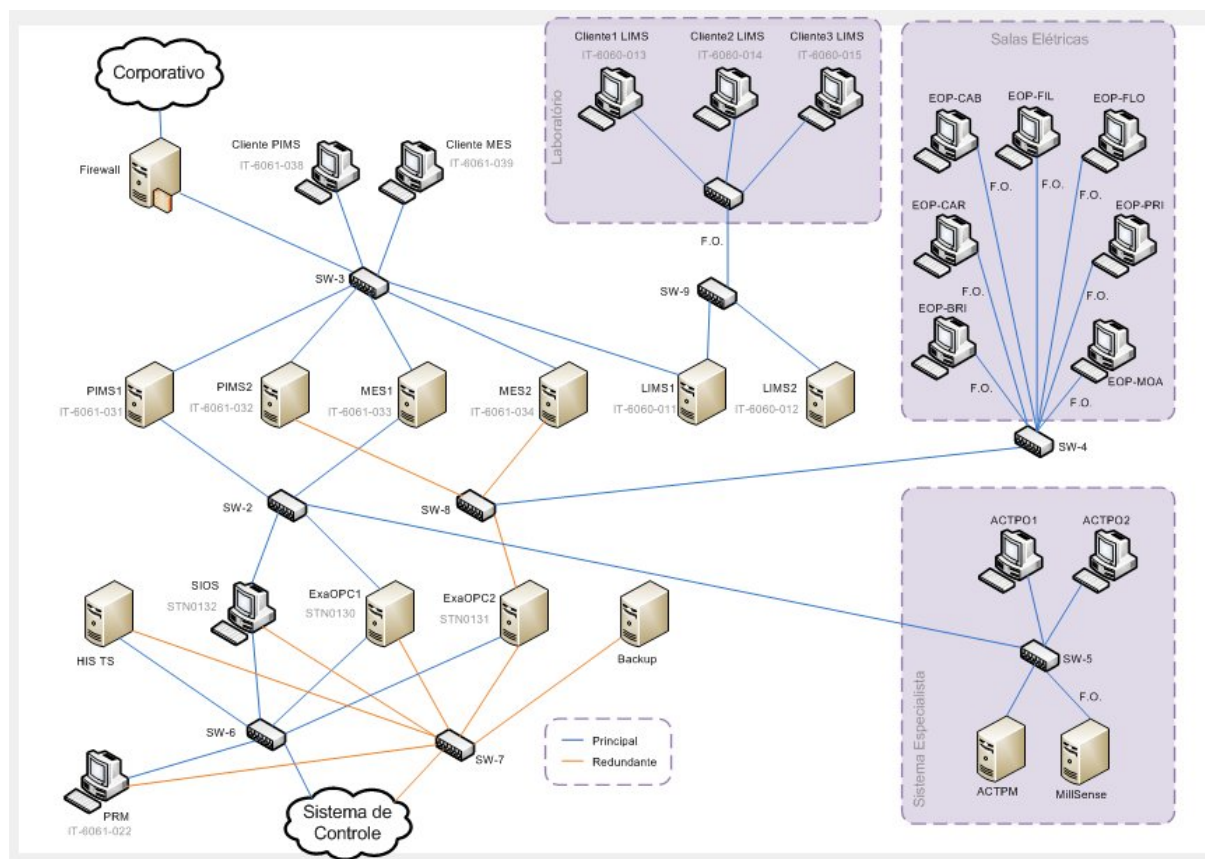 Corporativo
Firewall
Cliente PIMS
IT-6061-038
Cliente MES
IT-6061-039
SW-3
Laboratório
Cliente1 LIMS
IT-6060-013
Cliente2 LIMS
IT-6060-014
Cliente3 LIMS
IT-6060-015
F.O.
SW-9
Salas Elétricas
EOP-CAB
EOP-FIL
EOP-FLO
F.O.
F.O.
F.O.
EOP-CAR
EOP-PRI
F.O.
F.O.
EOP-BRI
EOP-MOA
F.O.
F.O.
SW-4
PIMS1
IT-6061-031
PIMS2
IT-6061-032
MES1
IT-6061-033
MES2
IT-6061-034
LIMS1
IT-6060-011
LIMS2
IT-6060-012
SW-2
SW-8
HIS TS
SIOS
STN0132
ExaOPC1
STN0130
ExaOPC2
STN0131
Backup
SW-6
SW-7
PRM
IT-6061-022
Sistema de
Controle
Principal
Redundante
Sistema Especialista
ACTPO1
ACTPO2
SW-5
F.O.
ACTPM
MillSense